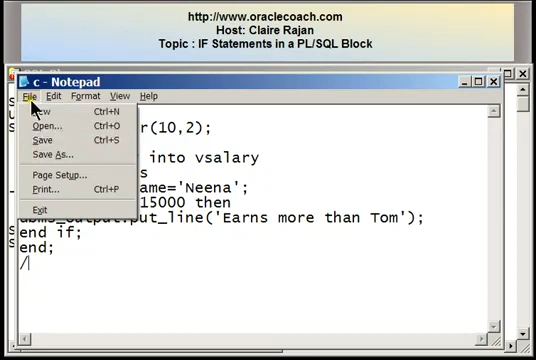 http://www.oraclecoach.com
Host: Claire Rajan
Topic : IF Statements in a PL/SQL Block
c - Notepad
File Edit Format View Help
Ctrl+N
Open... Ctrl+O
Save Ctrl+S
Save As...
Page Setup...
Print... Ctrl+P
Exit
r(10,2);
into vsalary
s
ame='Neena';
15000 then
dbms_output.put_line('Earns more than Tom');
end if;
end;
/